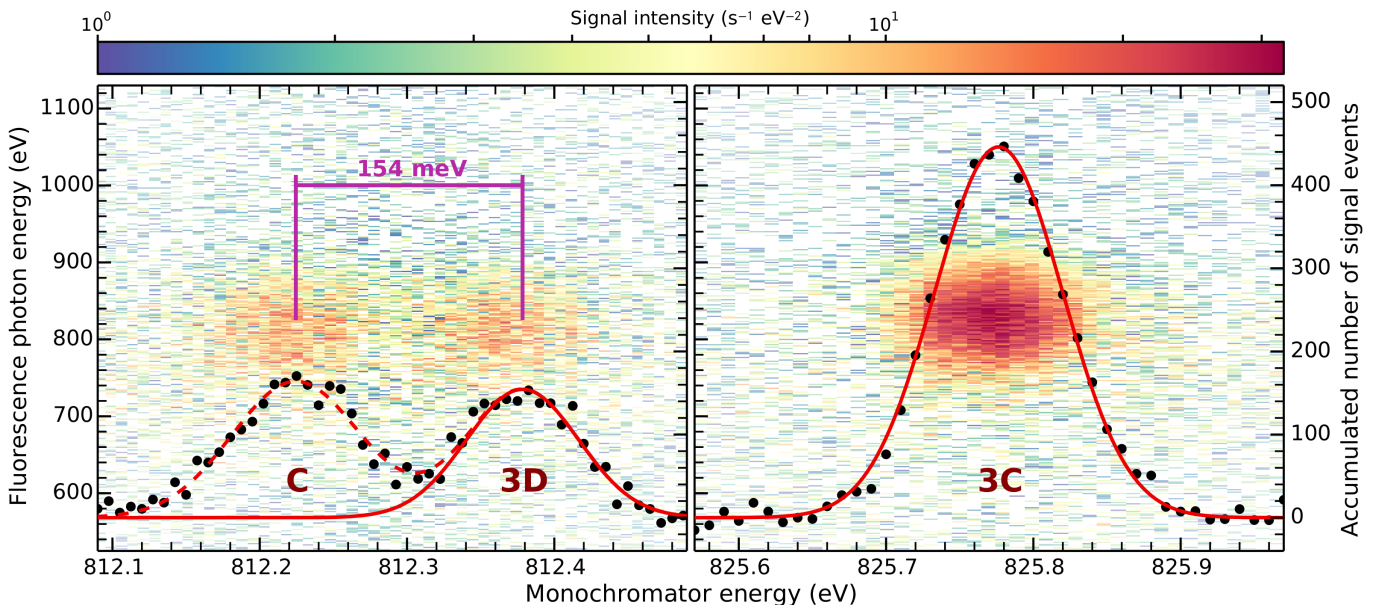 Signal intensity (s⁻¹ eV⁻²)
10⁰ 10¹
Fluorescence photon energy (eV)
1100
1000
900
800
700
600
154 meV
C
3D
3C
500
400
300
200
100
0
Accumulated number of signal events
812.1 812.2 812.3 812.4 825.6 825.7 825.8 825.9
Monochromator energy (eV)